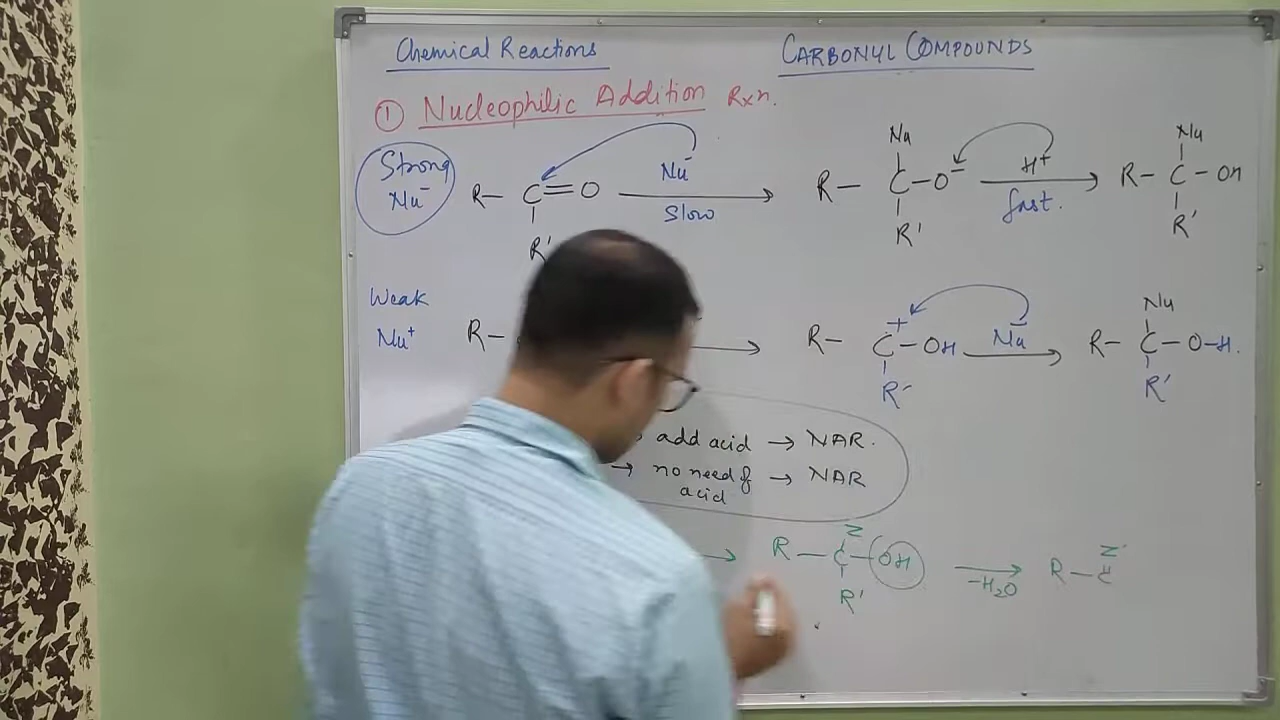 Chemical Reactions
CARBONYL COMPOUNDS
① Nucleophilic Addition Rxn.
Strong
Nu⁻
R– C=O
R'
Nu⁻
Slow
Nu
R– C–O⁻
R'
H⁺
fast.
Nu
R– C– OH
R'
Weak
Nu⁺
R–
+
R– C–OH
R'
Nu⁻
Nu
R– C– O–H.
R'
add acid → NAR.
→ no need of → NAR
acid
Z
R – C – OH
R'
–H₂O
Z
R – C